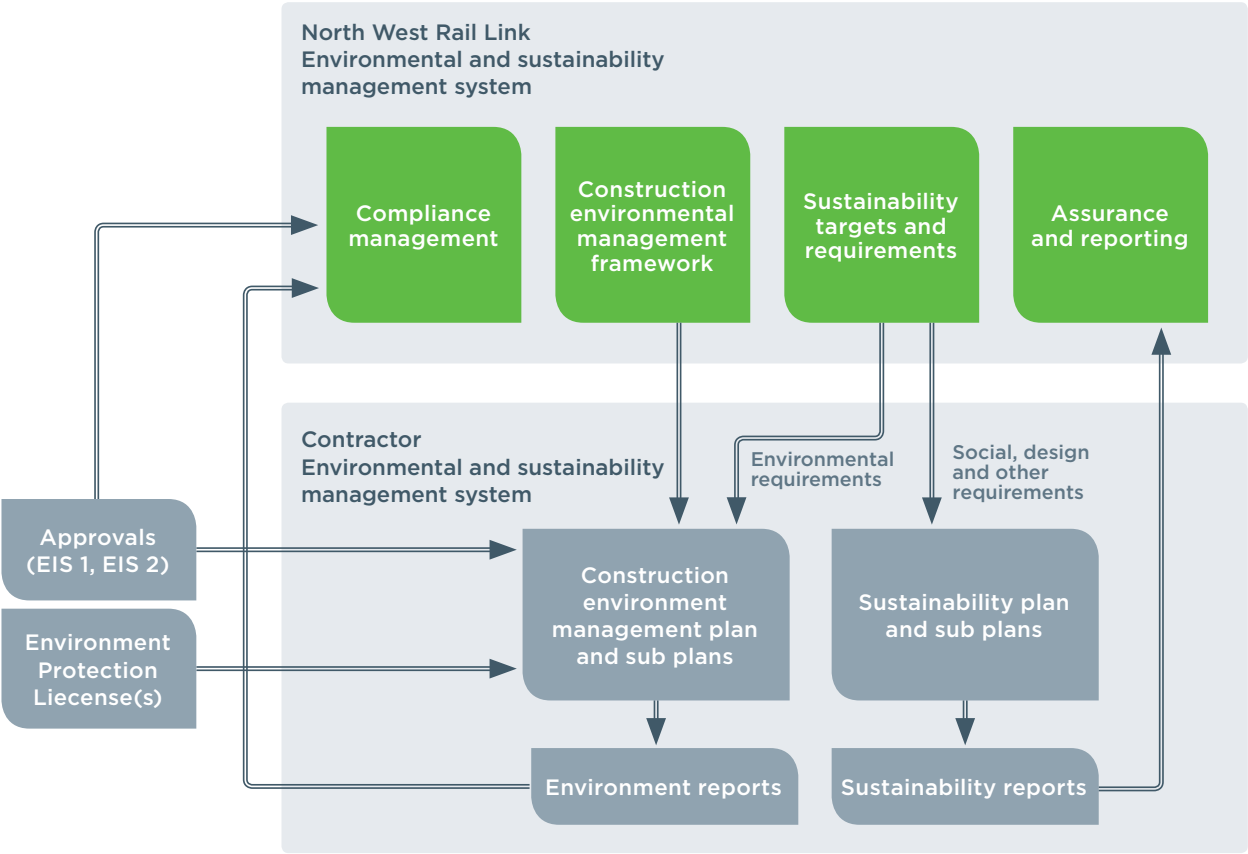 North West Rail Link
Environmental and sustainability
management system
Compliance
management
Construction
environmental
management
framework
Sustainability
targets and
requirements
Assurance
and reporting
Contractor
Environmental and sustainability
management system
Environmental
requirements
Social, design
and other
requirements
Approvals
(EIS 1, EIS 2)
Environment
Protection
Liecense(s)
Construction
environment
management plan
and sub plans
Sustainability plan
and sub plans
Environment reports
Sustainability reports